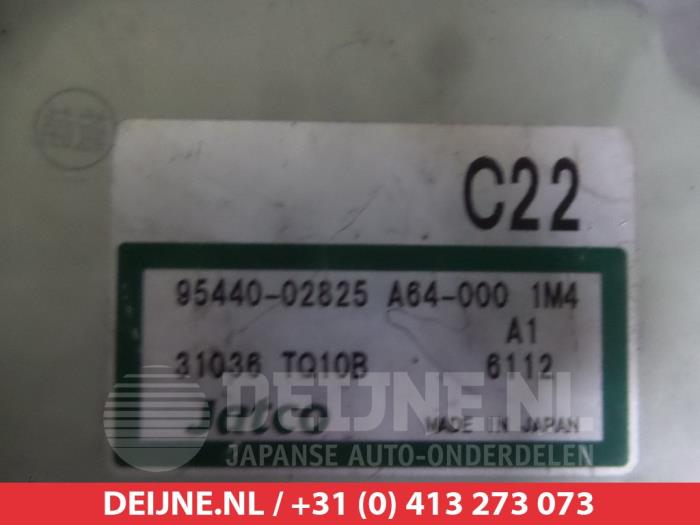 C22
95440-02825 A64-000 1M4
A1
31036 TQ10B 6112
Jatco MADE IN JAPAN
DEIJNE.NL
JAPANSE AUTO-ONDERDELEN
DEIJNE.NL / +31 (0) 413 273 073